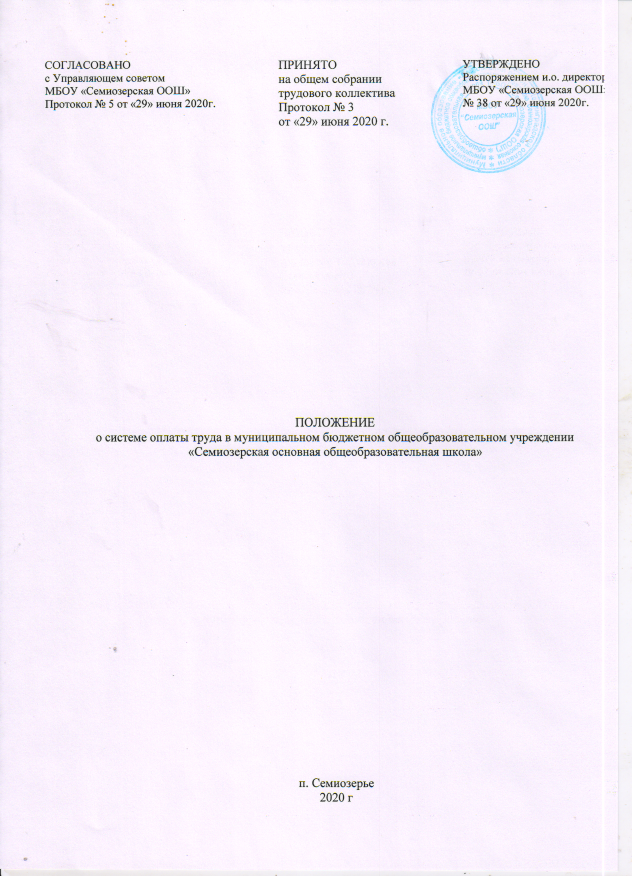 СОГЛАСОВАНО
с Управляющем советом
МБОУ «Семиозерская ООШ»
Протокол № 5 от «29» июня 2020г.
ПРИНЯТО
на общем собрании
трудового коллектива
Протокол № 3
от «29» июня 2020 г.
УТВЕРЖДЕНО
Распоряжением и.о. директор
МБОУ «Семиозерская ООШ»
№ 38 от «29» июня 2020г.
"Семиозерская
ООШ"
ПОЛОЖЕНИЕ
о системе оплаты труда в муниципальном бюджетном общеобразовательном учреждении
«Семиозерская основная общеобразовательная школа»
п. Семиозерье
2020 г